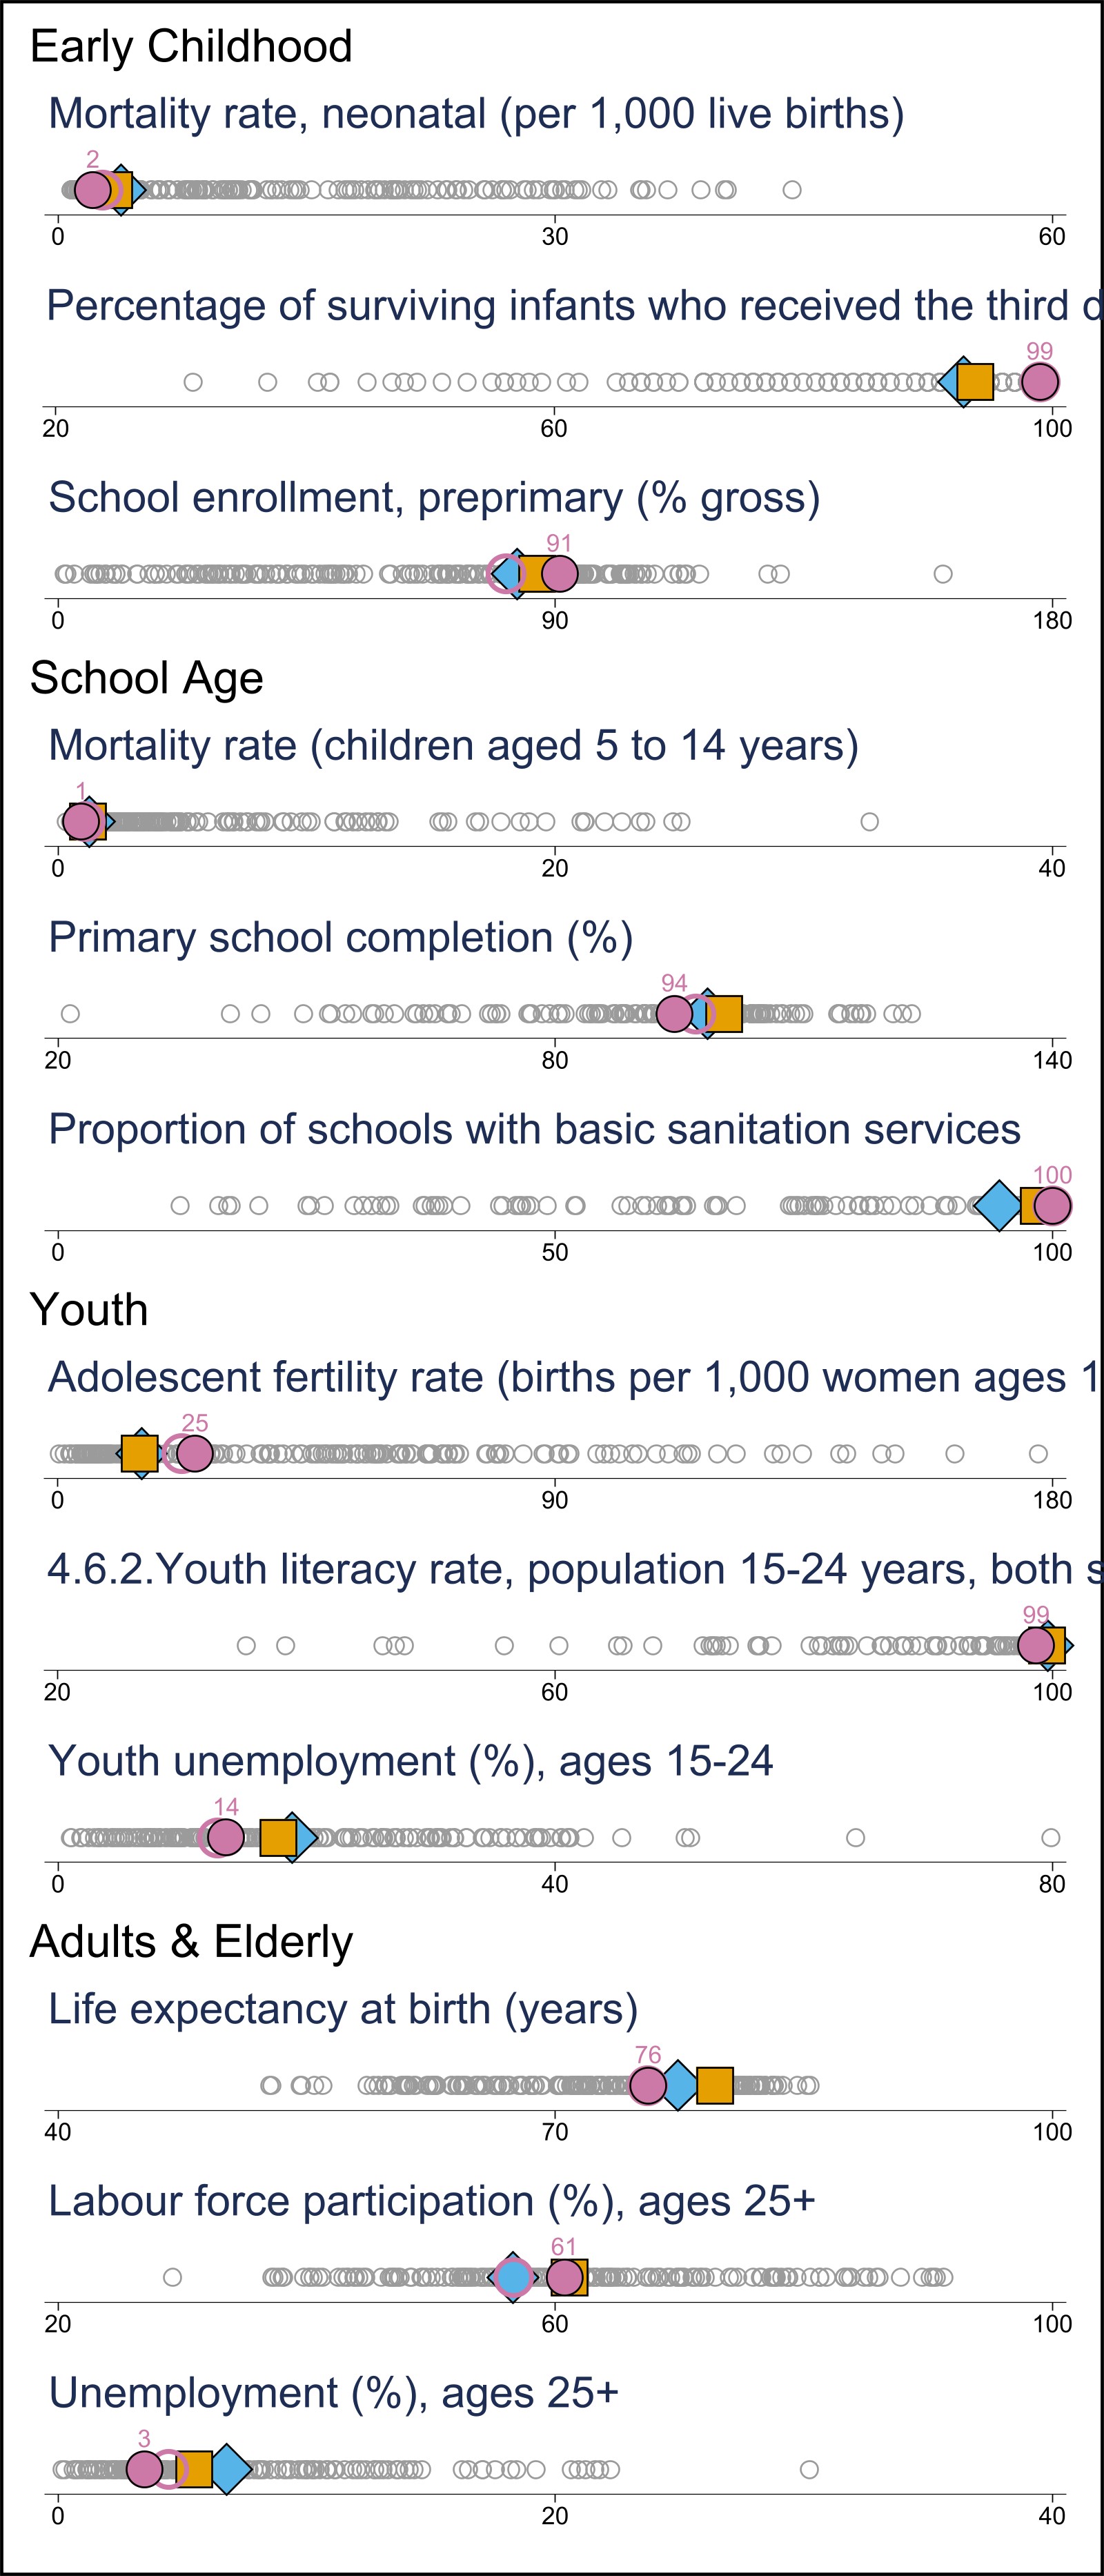 Early Childhood
Mortality rate, neonatal (per 1,000 live births)
2
0 30 60
Percentage of surviving infants who received the third d
99
20 60 100
School enrollment, preprimary (% gross)
91
0 90 180
School Age
Mortality rate (children aged 5 to 14 years)
1
0 20 40
Primary school completion (%)
94
20 80 140
Proportion of schools with basic sanitation services
100
0 50 100
Youth
Adolescent fertility rate (births per 1,000 women ages 1
25
0 90 180
4.6.2.Youth literacy rate, population 15-24 years, both s
99
20 60 100
Youth unemployment (%), ages 15-24
14
0 40 80
Adults & Elderly
Life expectancy at birth (years)
76
40 70 100
Labour force participation (%), ages 25+
61
20 60 100
Unemployment (%), ages 25+
3
0 20 40